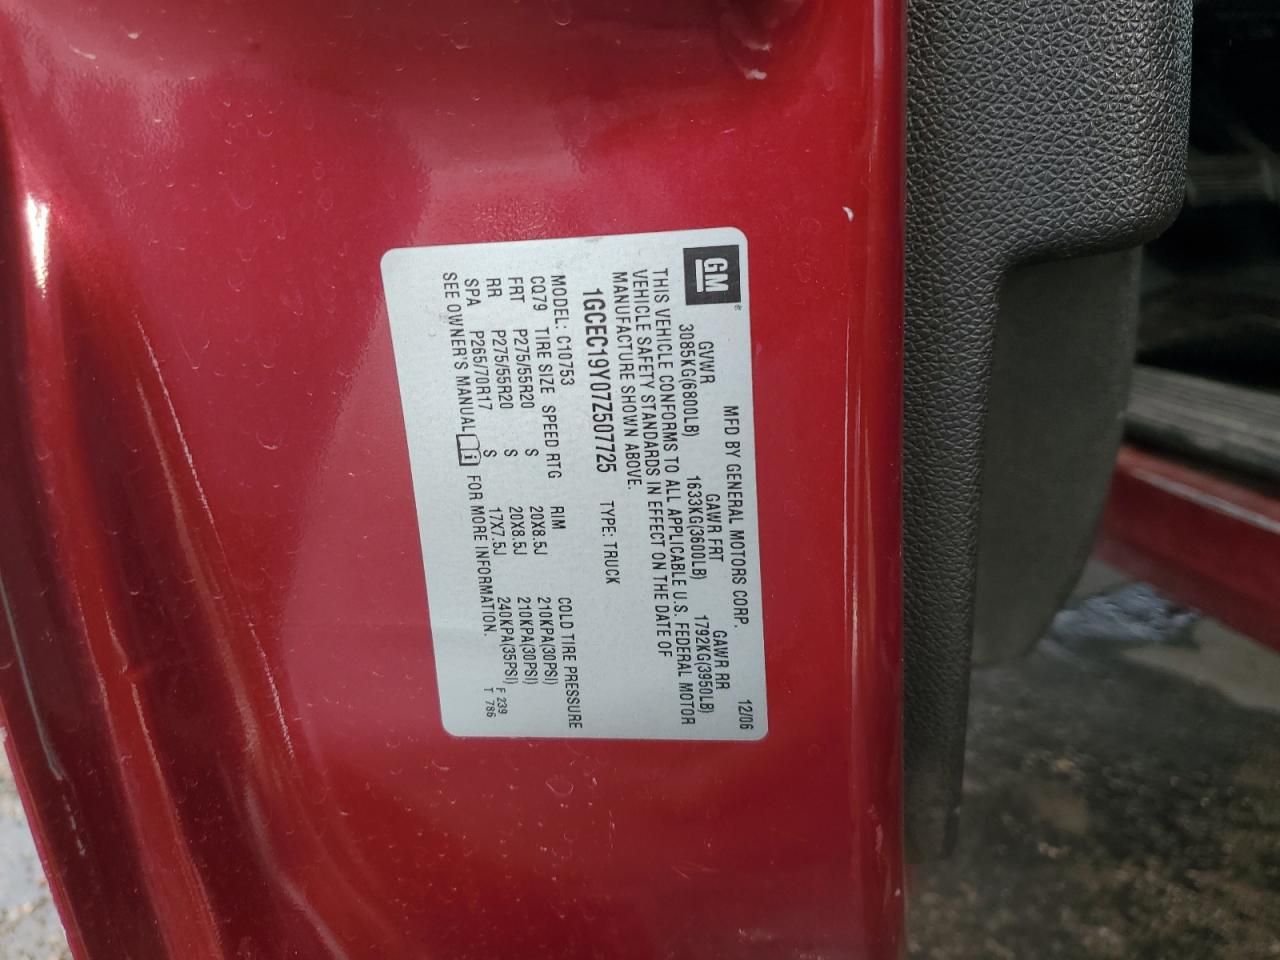 GM
®
MFD BY GENERAL MOTORS CORP. 12/06
GVWR GAWR FRT GAWR RR
3085KG(6800LB) 1633KG(3600LB) 1792KG(3950LB)
THIS VEHICLE CONFORMS TO ALL APPLICABLE U.S. FEDERAL MOTOR
VEHICLE SAFETY STANDARDS IN EFFECT ON THE DATE OF
MANUFACTURE SHOWN ABOVE.
1GCEC19Y07Z507725 TYPE: TRUCK
MODEL: C10753
CQ79 TIRE SIZE SPEED RTG RIM COLD TIRE PRESSURE
FRT P275/55R20 S 20X8.5J 210KPA(30PSI)
RR P275/55R20 S 20X8.5J 210KPA(30PSI)
SPA P265/70R17 S 17X7.5J 240KPA(35PSI)
SEE OWNER'S MANUAL i FOR MORE INFORMATION.
F 239
T 786